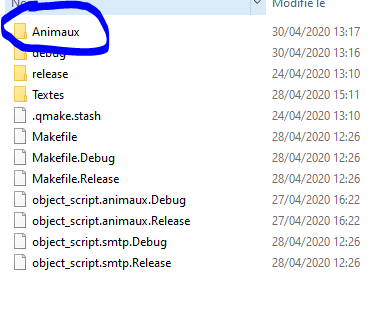 Modifié le
Animaux 30/04/2020 13:17
debug 30/04/2020 13:16
release 24/04/2020 13:10
Textes 28/04/2020 15:11
.qmake.stash 24/04/2020 13:10
Makefile 28/04/2020 12:26
Makefile.Debug 28/04/2020 12:26
Makefile.Release 28/04/2020 12:26
object_script.animaux.Debug 27/04/2020 16:22
object_script.animaux.Release 27/04/2020 16:22
object_script.smtp.Debug 28/04/2020 12:26
object_script.smtp.Release 28/04/2020 12:26